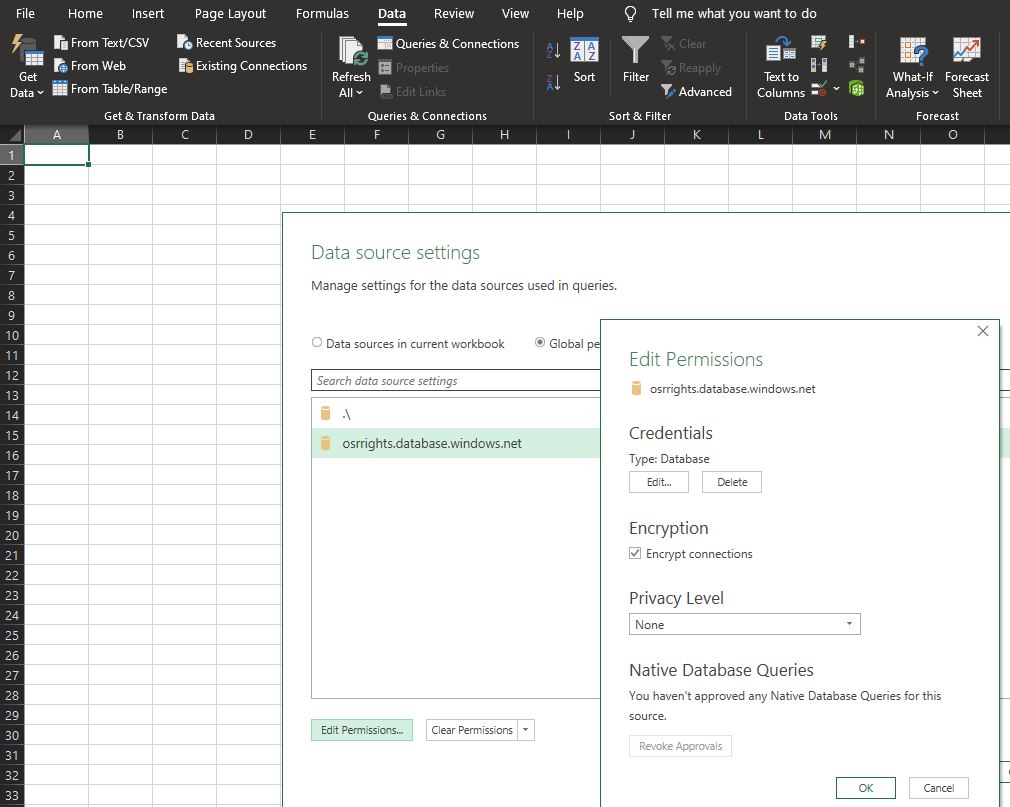 File Home Insert Page Layout Formulas Data Review View Help Tell me what you want to do
Get Data
From Text/CSV
From Web
From Table/Range
Recent Sources
Existing Connections
Get & Transform Data
Refresh All
Queries & Connections
Properties
Edit Links
Queries & Connections
Sort
Filter
Clear
Reapply
Advanced
Sort & Filter
Text to Columns
Data Tools
What-If Analysis
Forecast Sheet
Forecast
A B C D E F G H I J K L M N O
1
2
3
4
5
6
7
8
9
10
11
12
13
14
15
16
17
18
19
20
21
22
23
24
25
26
27
28
29
30
31
32
33
Data source settings
Manage settings for the data sources used in queries.
Data sources in current workbook Global pe
Search data source settings
.\
osrrights.database.windows.net
Edit Permissions... Clear Permissions
Edit Permissions
osrrights.database.windows.net
Credentials
Type: Database
Edit... Delete
Encryption
Encrypt connections
Privacy Level
None
Native Database Queries
You haven't approved any Native Database Queries for this
source.
Revoke Approvals
OK Cancel